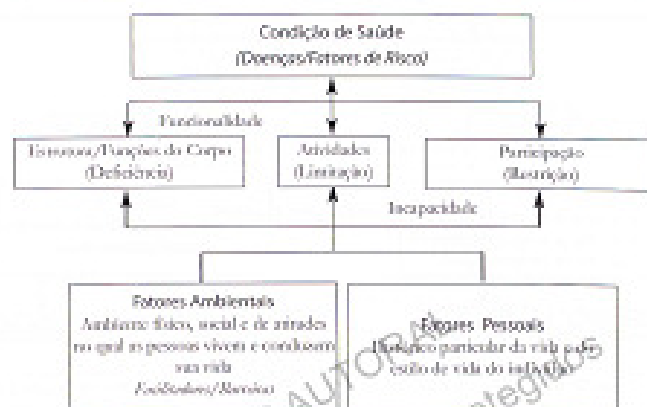 Condição de Saúde
(Doenças/Fatores de Risco)
Funcionalidade
Estrutura/Funções do Corpo
(Deficiência)
Atividades
(Limitação)
Participação
(Restrição)
Incapacidade
Fatores Ambientais
Ambiente físico, social e de atitudes
no qual as pessoas vivem e conduzem
sua vida
Facilitadores/Barreiras
Fatores Pessoais
Histórico particular da vida e do
estilo de vida do indivíduo
AUTORAL